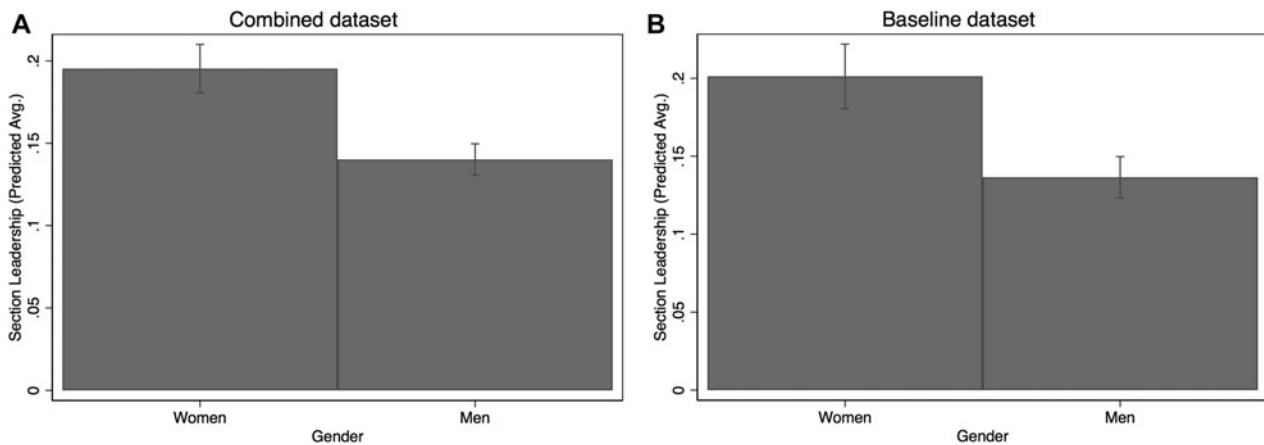 A
Combined dataset
Section Leadership (Predicted Avg.)
.2
.15
.1
.05
0
Women
Men
Gender
B
Baseline dataset
Section Leadership (Predicted Avg.)
.2
.15
.1
.05
0
Women
Men
Gender